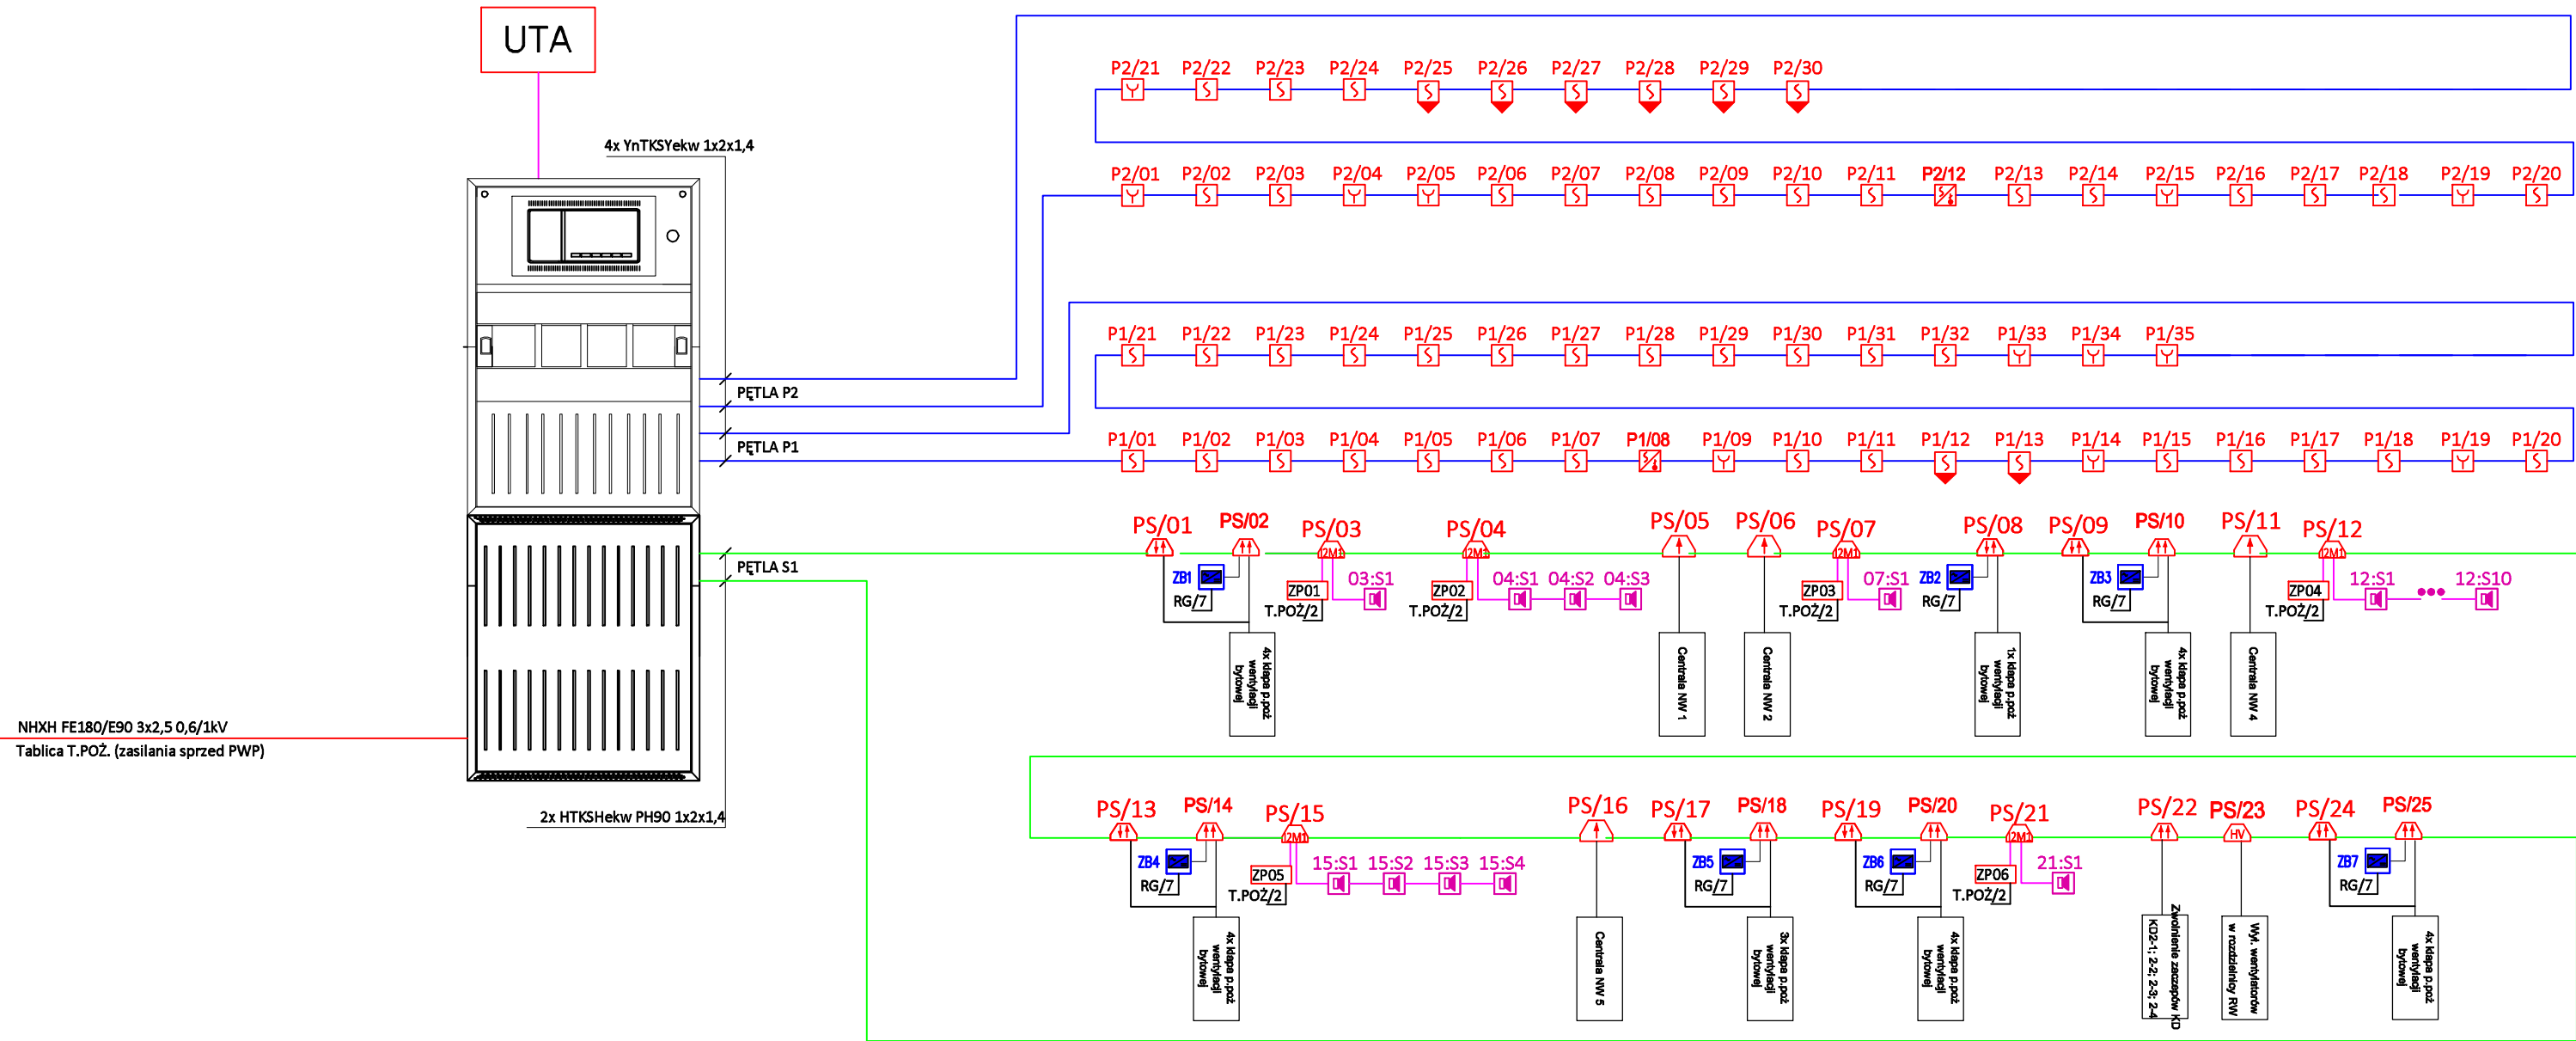 UTA
4x YnTKSYekw 1x2x1,4
P2/21 P2/22 P2/23 P2/24 P2/25 P2/26 P2/27 P2/28 P2/29 P2/30
P2/01 P2/02 P2/03 P2/04 P2/05 P2/06 P2/07 P2/08 P2/09 P2/10 P2/11 P2/12 P2/13 P2/14 P2/15 P2/16 P2/17 P2/18 P2/19 P2/20
P1/21 P1/22 P1/23 P1/24 P1/25 P1/26 P1/27 P1/28 P1/29 P1/30 P1/31 P1/32 P1/33 P1/34 P1/35
PĘTLA P2
PĘTLA P1
P1/01 P1/02 P1/03 P1/04 P1/05 P1/06 P1/07 P1/08 P1/09 P1/10 P1/11 P1/12 P1/13 P1/14 P1/15 P1/16 P1/17 P1/18 P1/19 P1/20
PS/01 PS/02 PS/03 PS/04 PS/05 PS/06 PS/07 PS/08 PS/09 PS/10 PS/11 PS/12
2M1 2M1 2M1 2M1
PĘTLA S1
ZB1 03:S1 04:S1 04:S2 04:S3 07:S1 ZB2 ZB3 12:S1 12:S10
ZP01 ZP02 ZP03 ZP04
RG/7 T.POŻ/2 T.POŻ/2 T.POŻ/2 RG/7 RG/7 T.POŻ/2
4x klapa p.poż
wentylacji
bytowej
Centrala NW 1
Centrala NW 2
1x klapa p.poż
wentylacji
bytowej
4x klapa p.poż
wentylacji
bytowej
Centrala NW 4
NHXH FE180/E90 3x2,5 0,6/1kV
Tablica T.POŻ. (zasilania sprzed PWP)
2x HTKSHekw PH90 1x2x1,4
PS/13 PS/14 PS/15 PS/16 PS/17 PS/18 PS/19 PS/20 PS/21 PS/22 PS/23 PS/24 PS/25
2M1 2M1 HV
ZB4 15:S1 15:S2 15:S3 15:S4 ZB5 ZB6 21:S1 ZB7
ZP05 ZP06
RG/7 T.POŻ/2 RG/7 RG/7 T.POŻ/2 RG/7
4x klapa p.poż
wentylacji
bytowej
Centrala NW 5
3x klapa p.poż
wentylacji
bytowej
4x klapa p.poż
wentylacji
bytowej
Zwolnienie zaczepów KD
KD2-1; 2-2; 2-3; 2-4
Wył. wentylatorów
w rozdzielnicy RW
4x klapa p.poż
wentylacji
bytowej